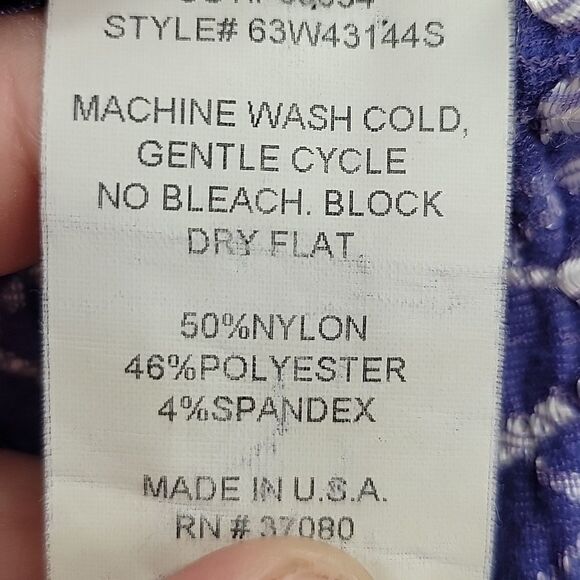 STYLE# 63W43144S
MACHINE WASH COLD,
GENTLE CYCLE
NO BLEACH. BLOCK
DRY FLAT.
50%NYLON
46%POLYESTER
4%SPANDEX
MADE IN U.S.A.
RN # 37080